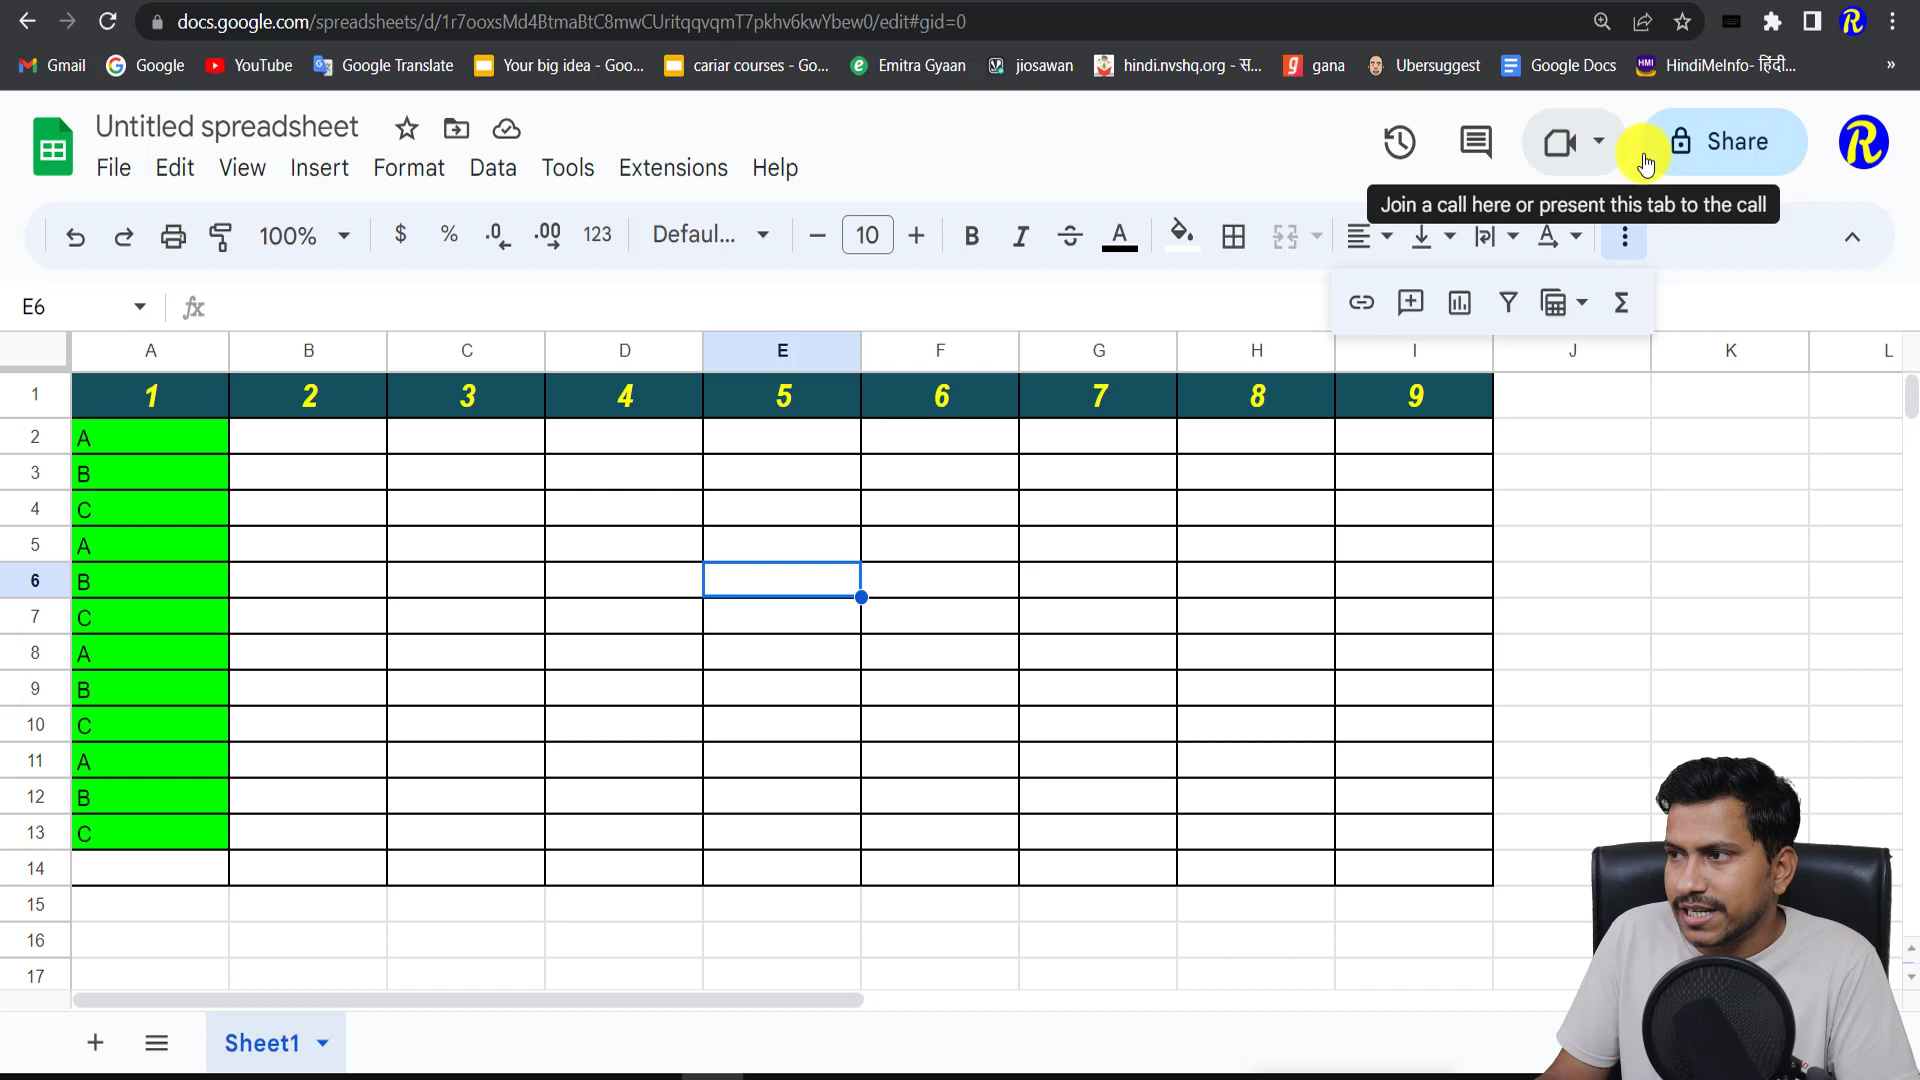 docs.google.com/spreadsheets/d/1r7ooxsMd4BtmaBtC8mwCUritqqvqmT7pkhv6kwYbew0/edit#gid=0
R
Gmail Google YouTube Google Translate Your big idea - Goo... cariar courses - Go... Emitra Gyaan jiosawan hindi.nvshq.org - स... gana Ubersuggest Google Docs HMI HindiMeInfo- हिंदी... »
Untitled spreadsheet
File Edit View Insert Format Data Tools Extensions Help
Share
R
Join a call here or present this tab to the call
100% $ % .0 .00 123 Defaul... 10 B I A
E6 fx
Σ
A B C D E F G H I J K L
1 1 2 3 4 5 6 7 8 9
2 A
3 B
4 C
5 A
6 B
7 C
8 A
9 B
10 C
11 A
12 B
13 C
14
15
16
17
Sheet1